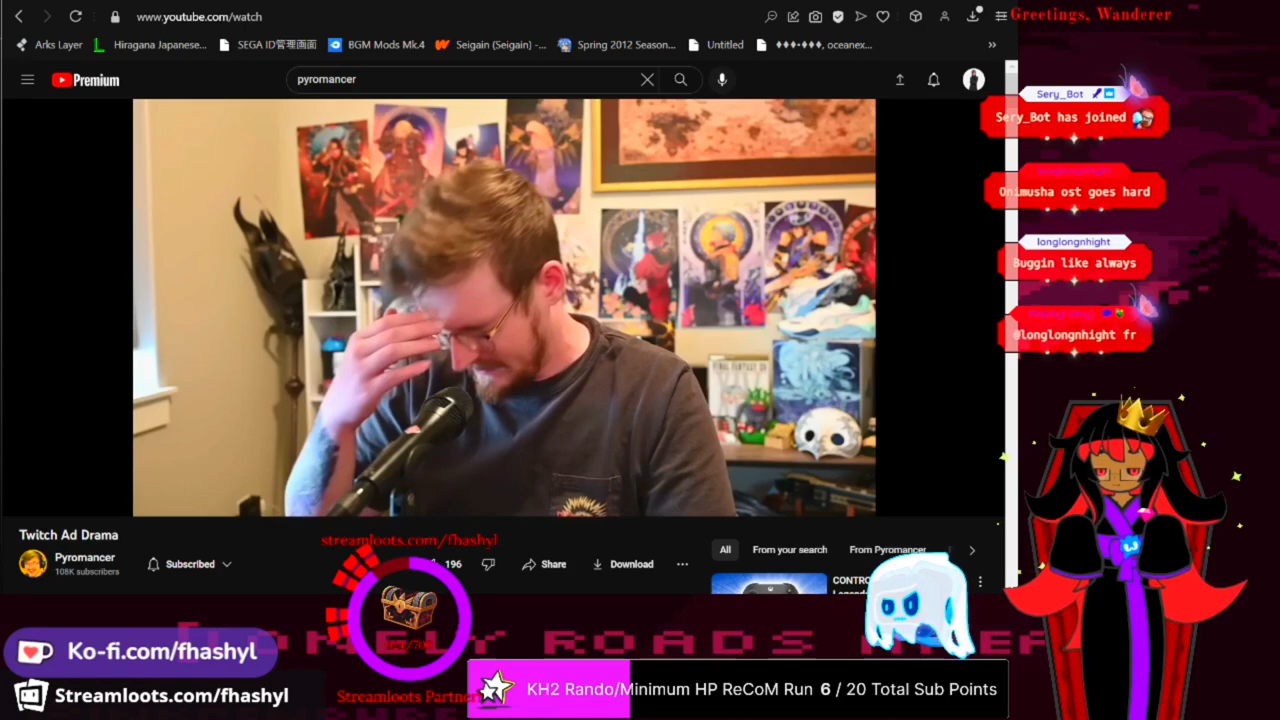 www.youtube.com/watch
Greetings, Wanderer
Arks Layer
Hiragana Japanese...
SEGA ID管理画面
BGM Mods Mk.4
Seigain (Seigain) -...
Spring 2012 Season...
Untitled
♦♦♦-♦♦♦, oceanex...
»
Premium
pyromancer
Sery_Bot
Sery_Bot has joined
Onimusha ost goes hard
longlongnhight
Buggin like always
@longlongnhight fr
FINAL FANTASY
Twitch Ad Drama
Pyromancer
108K subscribers
Subscribed
196
Share
Download
...
All
From your search
From Pyromancer
CONTRO
streamloots.com/fhashyl
LONELY ROADS
Ko-fi.com/fhashyl
Streamloots.com/fhashyl
Streamloots Partner
KH2 Rando/Minimum HP ReCoM Run 6 / 20 Total Sub Points